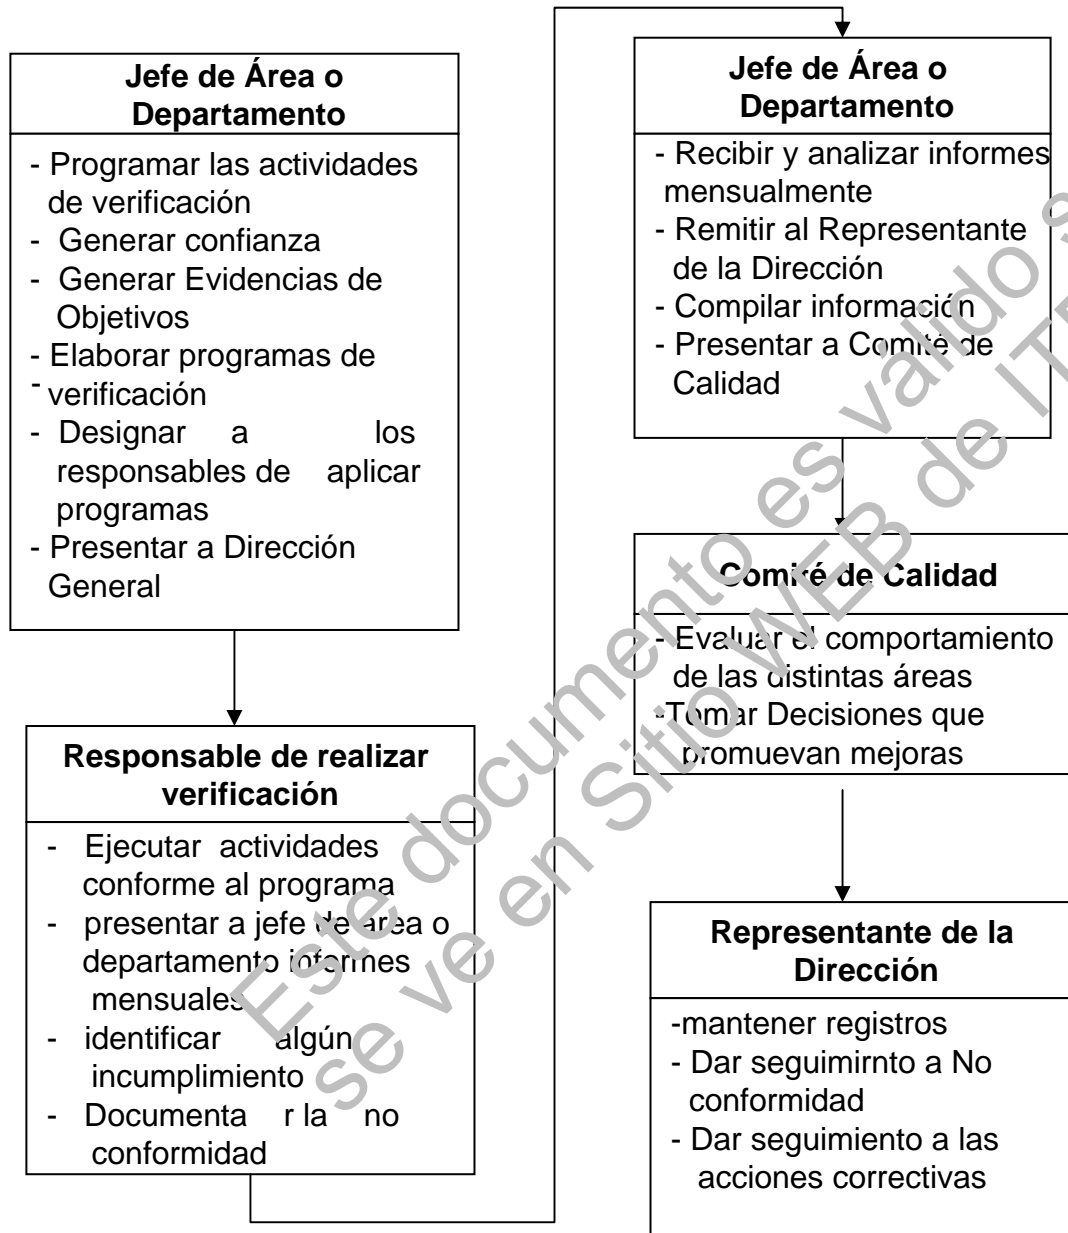 Jefe de Área o
Departamento
- Programar las actividades
de verificación
- Generar confianza
- Generar Evidencias de
Objetivos
- Elaborar programas de
- verificación
- Designar a los
responsables de aplicar
programas
- Presentar a Dirección
General
Responsable de realizar
verificación
- Ejecutar actividades
conforme al programa
- presentar a jefe de área o
departamento informes
mensuales
- identificar algún
incumplimiento
- Documenta r la no
conformidad
Jefe de Área o
Departamento
- Recibir y analizar informes
mensualmente
- Remitir al Representante
de la Dirección
- Compilar información
- Presentar a Comité de
Calidad
Comité de Calidad
- Evaluar el comportamiento
de las distintas áreas
-Tomar Decisiones que
promuevan mejoras
Representante de la
Dirección
-mantener registros
- Dar seguimirnto a No
conformidad
- Dar seguimiento a las
acciones correctivas
Este documento es valido s
se ve en Sitio WEB de